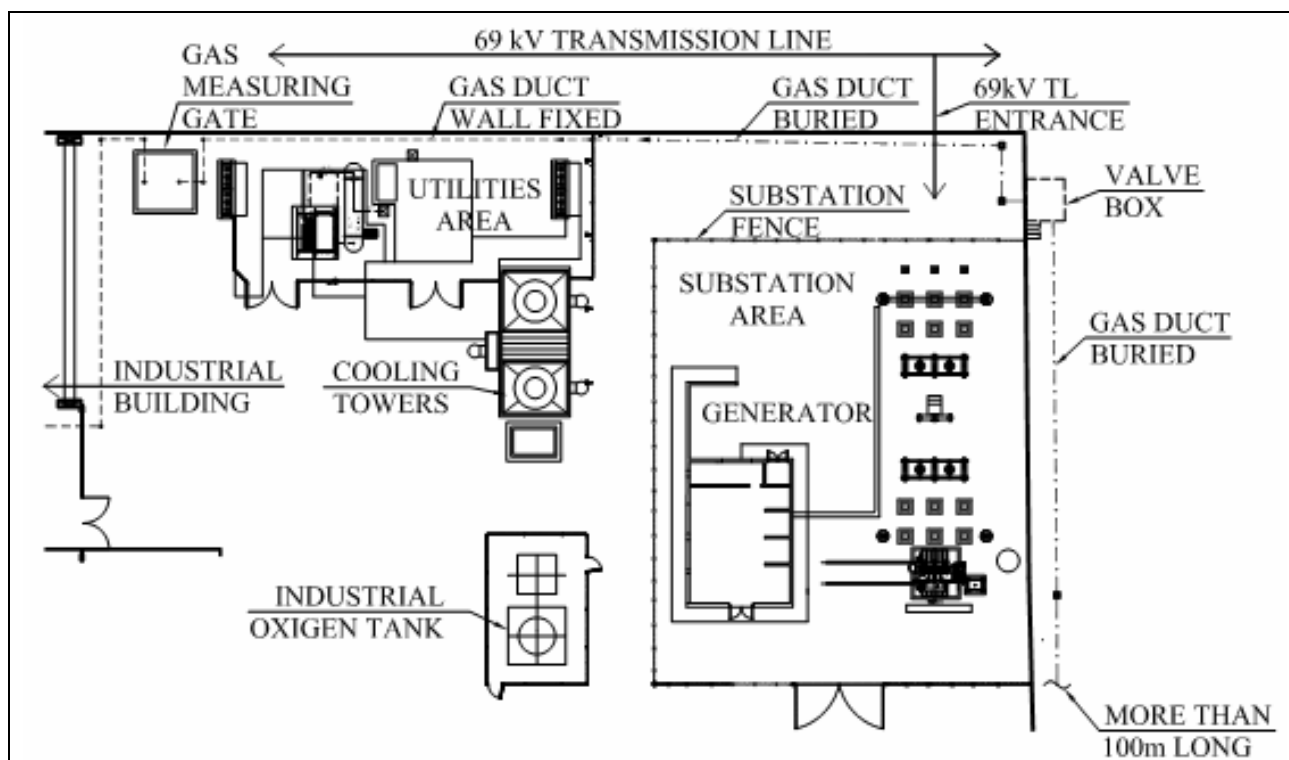 69 kV TRANSMISSION LINE
GAS
MEASURING
GATE
GAS DUCT
WALL FIXED
GAS DUCT
BURIED
69kV TL
ENTRANCE
UTILITIES
AREA
SUBSTATION
FENCE
VALVE
BOX
SUBSTATION
AREA
GAS DUCT
BURIED
INDUSTRIAL
BUILDING
COOLING
TOWERS
GENERATOR
INDUSTRIAL
OXIGEN TANK
MORE THAN
100m LONG